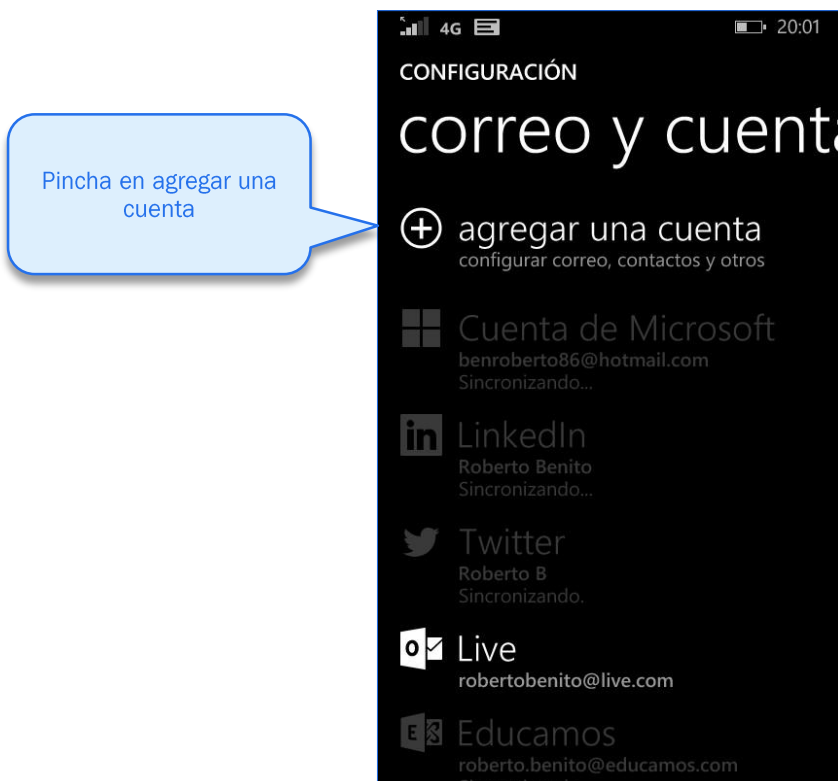 4G
20:01
CONFIGURACIÓN
correo y cuenta
Pincha en agregar una
cuenta
agregar una cuenta
configurar correo, contactos y otros
Cuenta de Microsoft
benroberto86@hotmail.com
Sincronizando...
in
LinkedIn
Roberto Benito
Sincronizando...
Twitter
Roberto B
Sincronizando.
Live
robertobenito@live.com
Educamos
roberto.benito@educamos.com